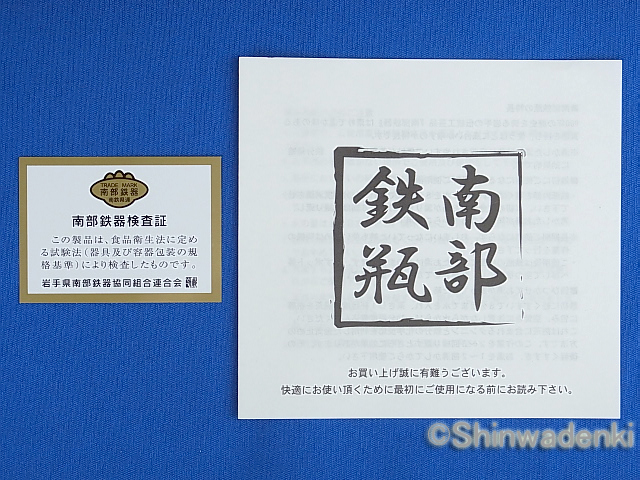 TRADE MARK
南部鉄器
南鉄県連
南部鉄器検査証
この製品は、食品衛生法に定め
る試験法(器具及び容器包装の規
格基準)により検査したものです。
岩手県南部鉄器協同組合連合会
南部
鉄瓶
お買い上げ誠に有難うございます。
快適にお使い頂くために最初にご使用になる前にお読み下さい。
©Shinwadenki